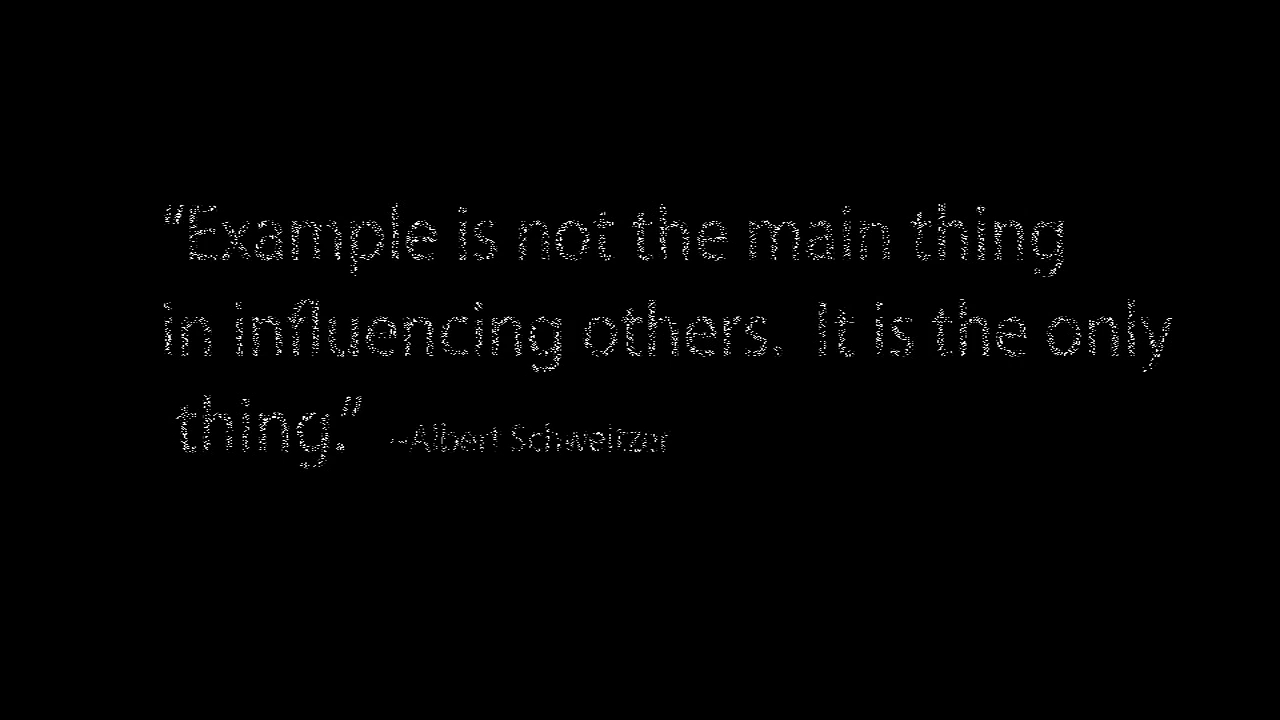 “Example is not the main thing
in influencing others.  It is the only
thing.” ~Albert Schweitzer